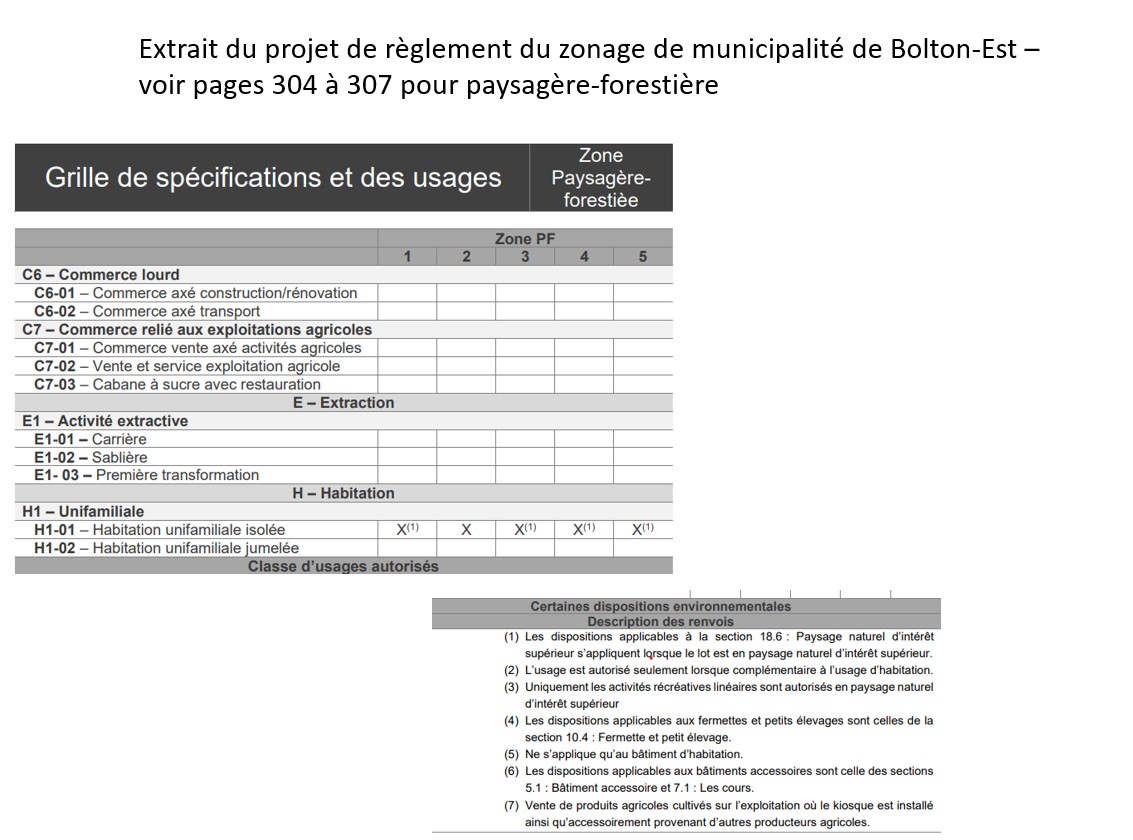 Extrait du projet de règlement du zonage de municipalité de Bolton-Est –
voir pages 304 à 307 pour paysagère-forestière
Grille de spécifications et des usages
Zone
Paysagère-
forestièe
Zone PF
1 2 3 4 5
C6 – Commerce lourd
C6-01 – Commerce axé construction/rénovation
C6-02 – Commerce axé transport
C7 – Commerce relié aux exploitations agricoles
C7-01 – Commerce vente axé activités agricoles
C7-02 – Vente et service exploitation agricole
C7-03 – Cabane à sucre avec restauration
E – Extraction
E1 – Activité extractive
E1-01 – Carrière
E1-02 – Sablière
E1- 03 – Première transformation
H – Habitation
H1 – Unifamiliale
H1-01 – Habitation unifamiliale isolée X(1) X X(1) X(1) X(1)
H1-02 – Habitation unifamiliale jumelée
Classe d'usages autorisés
Certaines dispositions environnementales
Description des renvois
(1) Les dispositions applicables à la section 18.6 : Paysage naturel d'intérêt
supérieur s'appliquent lorsque le lot est en paysage naturel d'intérêt supérieur.
(2) L'usage est autorisé seulement lorsque complémentaire à l'usage d'habitation.
(3) Uniquement les activités récréatives linéaires sont autorisés en paysage naturel
d'intérêt supérieur
(4) Les dispositions applicables aux fermettes et petits élevages sont celles de la
section 10.4 : Fermette et petit élevage.
(5) Ne s'applique qu'au bâtiment d'habitation.
(6) Les dispositions applicables aux bâtiments accessoires sont celle des sections
5.1 : Bâtiment accessoire et 7.1 : Les cours.
(7) Vente de produits agricoles cultivés sur l'exploitation où le kiosque est installé
ainsi qu'accessoirement provenant d'autres producteurs agricoles.